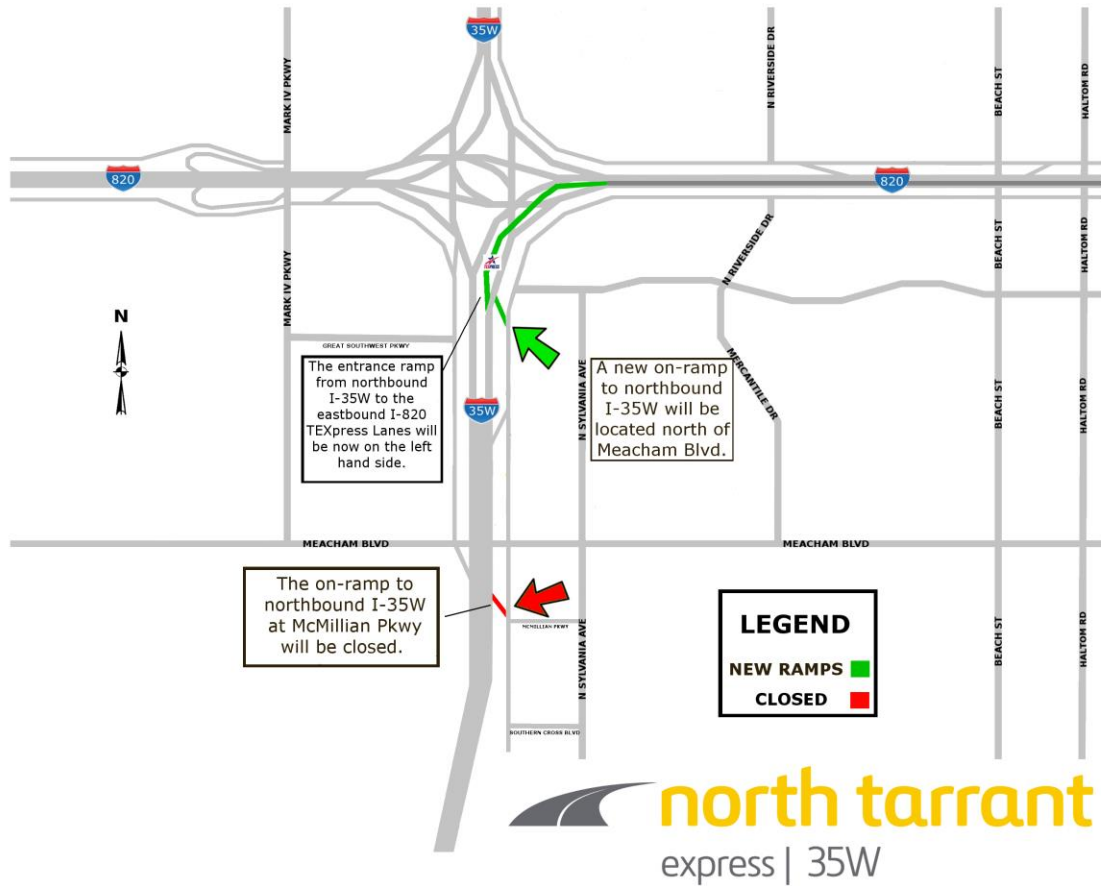 35W
MARK IV PKWY
N RIVERSIDE DR
BEACH ST
HALTOM RD
820
820
MARK IV PKWY
N RIVERSIDE DR
BEACH ST
HALTOM RD
N
GREAT SOUTHWEST PKWY
The entrance ramp
from northbound
I-35W to the
eastbound I-820
TEXpress Lanes will
be now on the left
hand side.
35W
N SYLVANIA AVE
A new on-ramp
to northbound
I-35W will be
located north of
Meacham Blvd.
MERCANTILE DR
BEACH ST
HALTOM RD
MEACHAM BLVD
MEACHAM BLVD
The on-ramp to
northbound I-35W
at McMillian Pkwy
will be closed.
MCMILLIAN PKWY
N SYLVANIA AVE
SOUTHERN CROSS BLVD
LEGEND
NEW RAMPS
CLOSED
BEACH ST
HALTOM RD
north tarrant
express | 35W